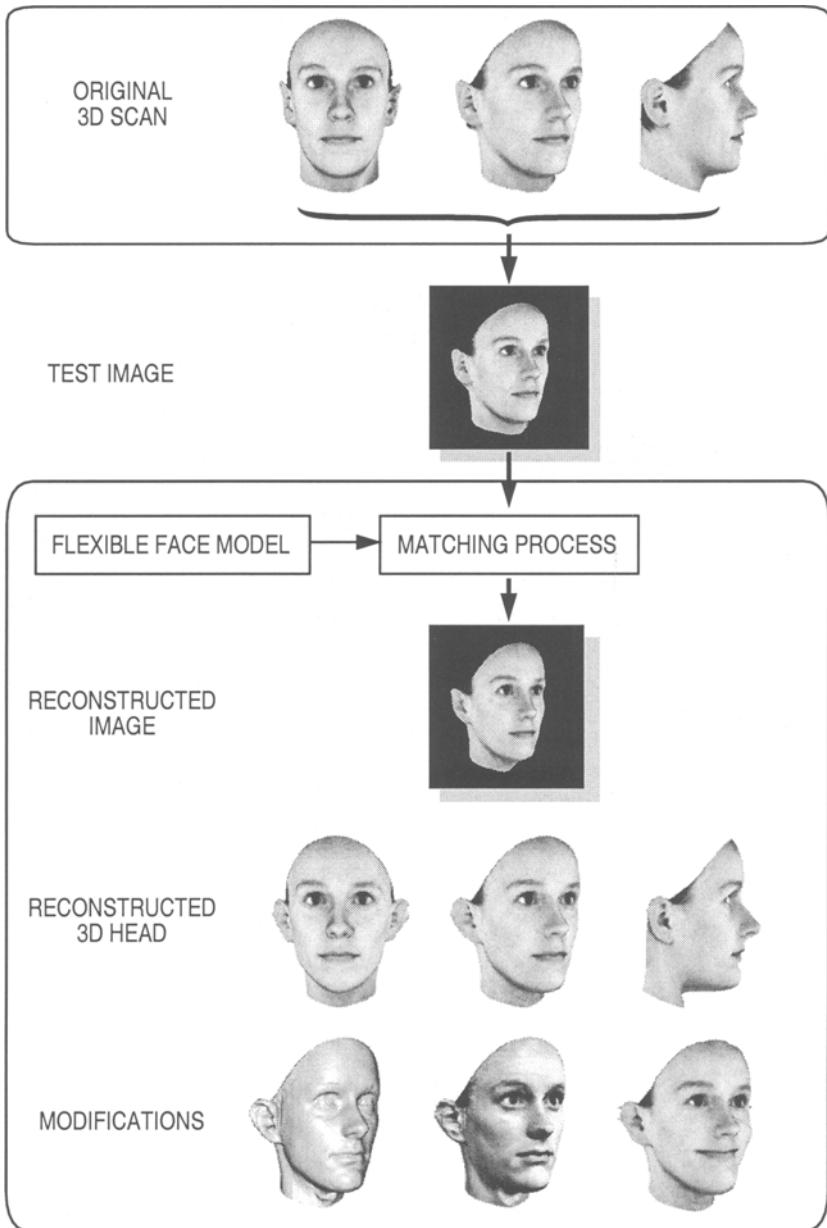 ORIGINAL
3D SCAN
TEST IMAGE
FLEXIBLE FACE MODEL
MATCHING PROCESS
RECONSTRUCTED
IMAGE
RECONSTRUCTED
3D HEAD
MODIFICATIONS